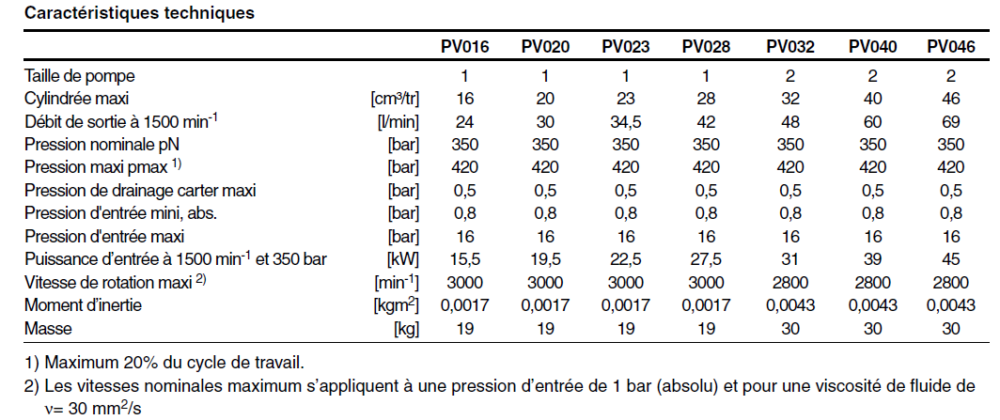 Caractéristiques techniques
PV016 PV020 PV023 PV028 PV032 PV040 PV046
Taille de pompe 1 1 1 1 2 2 2
Cylindrée maxi [cm³/tr] 16 20 23 28 32 40 46
Débit de sortie à 1500 min-1 [l/min] 24 30 34,5 42 48 60 69
Pression nominale pN [bar] 350 350 350 350 350 350 350
Pression maxi pmax 1) [bar] 420 420 420 420 420 420 420
Pression de drainage carter maxi [bar] 0,5 0,5 0,5 0,5 0,5 0,5 0,5
Pression d'entrée mini, abs. [bar] 0,8 0,8 0,8 0,8 0,8 0,8 0,8
Pression d'entrée maxi [bar] 16 16 16 16 16 16 16
Puissance d’entrée à 1500 min-1 et 350 bar [kW] 15,5 19,5 22,5 27,5 31 39 45
Vitesse de rotation maxi 2) [min-1] 3000 3000 3000 3000 2800 2800 2800
Moment d’inertie [kgm2] 0,0017 0,0017 0,0017 0,0017 0,0043 0,0043 0,0043
Masse [kg] 19 19 19 19 30 30 30
1) Maximum 20% du cycle de travail.
2) Les vitesses nominales maximum s’appliquent à une pression d’entrée de 1 bar (absolu) et pour une viscosité de fluide de
ν= 30 mm2/s